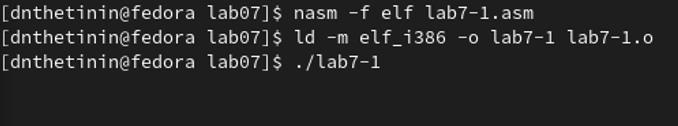 [dnthetinin@fedora lab07]$ nasm -f elf lab7-1.asm
[dnthetinin@fedora lab07]$ ld -m elf_i386 -o lab7-1 lab7-1.o
[dnthetinin@fedora lab07]$ ./lab7-1